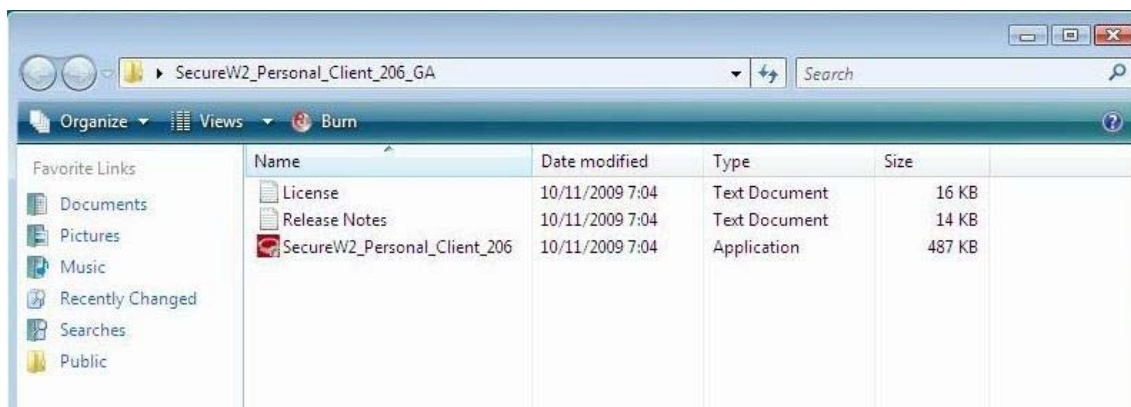 SecureW2_Personal_Client_206_GA
Search
Organize Views Burn
Favorite Links
Documents
Pictures
Music
Recently Changed
Searches
Public
Name Date modified Type Size
License 10/11/2009 7:04 Text Document 16 KB
Release Notes 10/11/2009 7:04 Text Document 14 KB
SecureW2_Personal_Client_206 10/11/2009 7:04 Application 487 KB